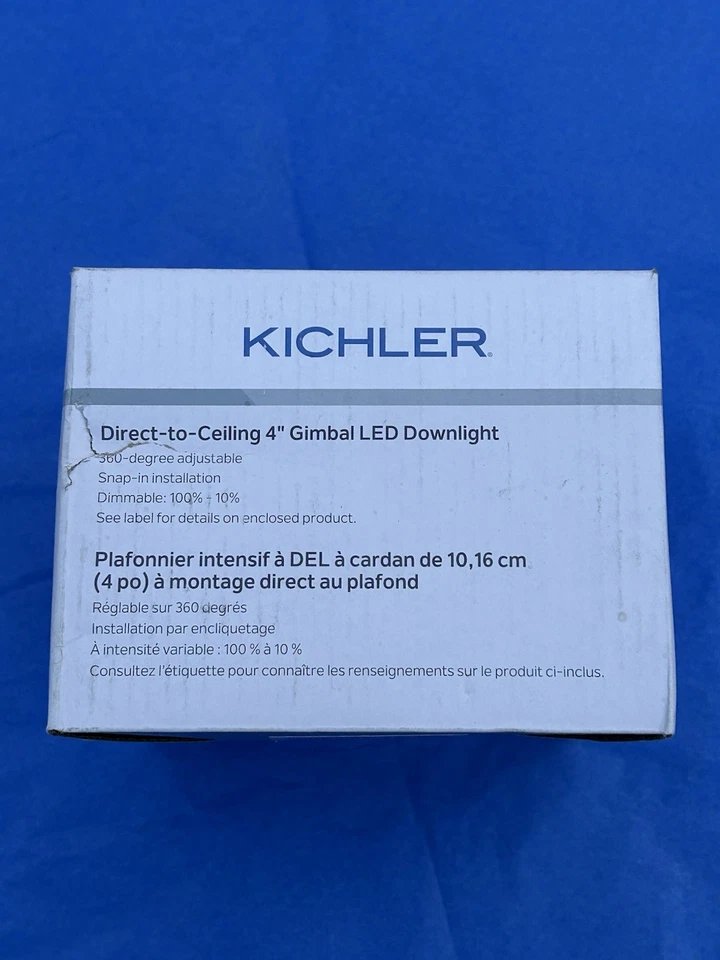 KICHLER®
Direct-to-Ceiling 4" Gimbal LED Downlight
360-degree adjustable
Snap-in installation
Dimmable: 100% - 10%
See label for details on enclosed product.
Plafonnier intensif à DEL à cardan de 10,16 cm
(4 po) à montage direct au plafond
Réglable sur 360 degrés
Installation par encliquetage
À intensité variable : 100 % à 10 %
Consultez l'étiquette pour connaître les renseignements sur le produit ci-inclus.